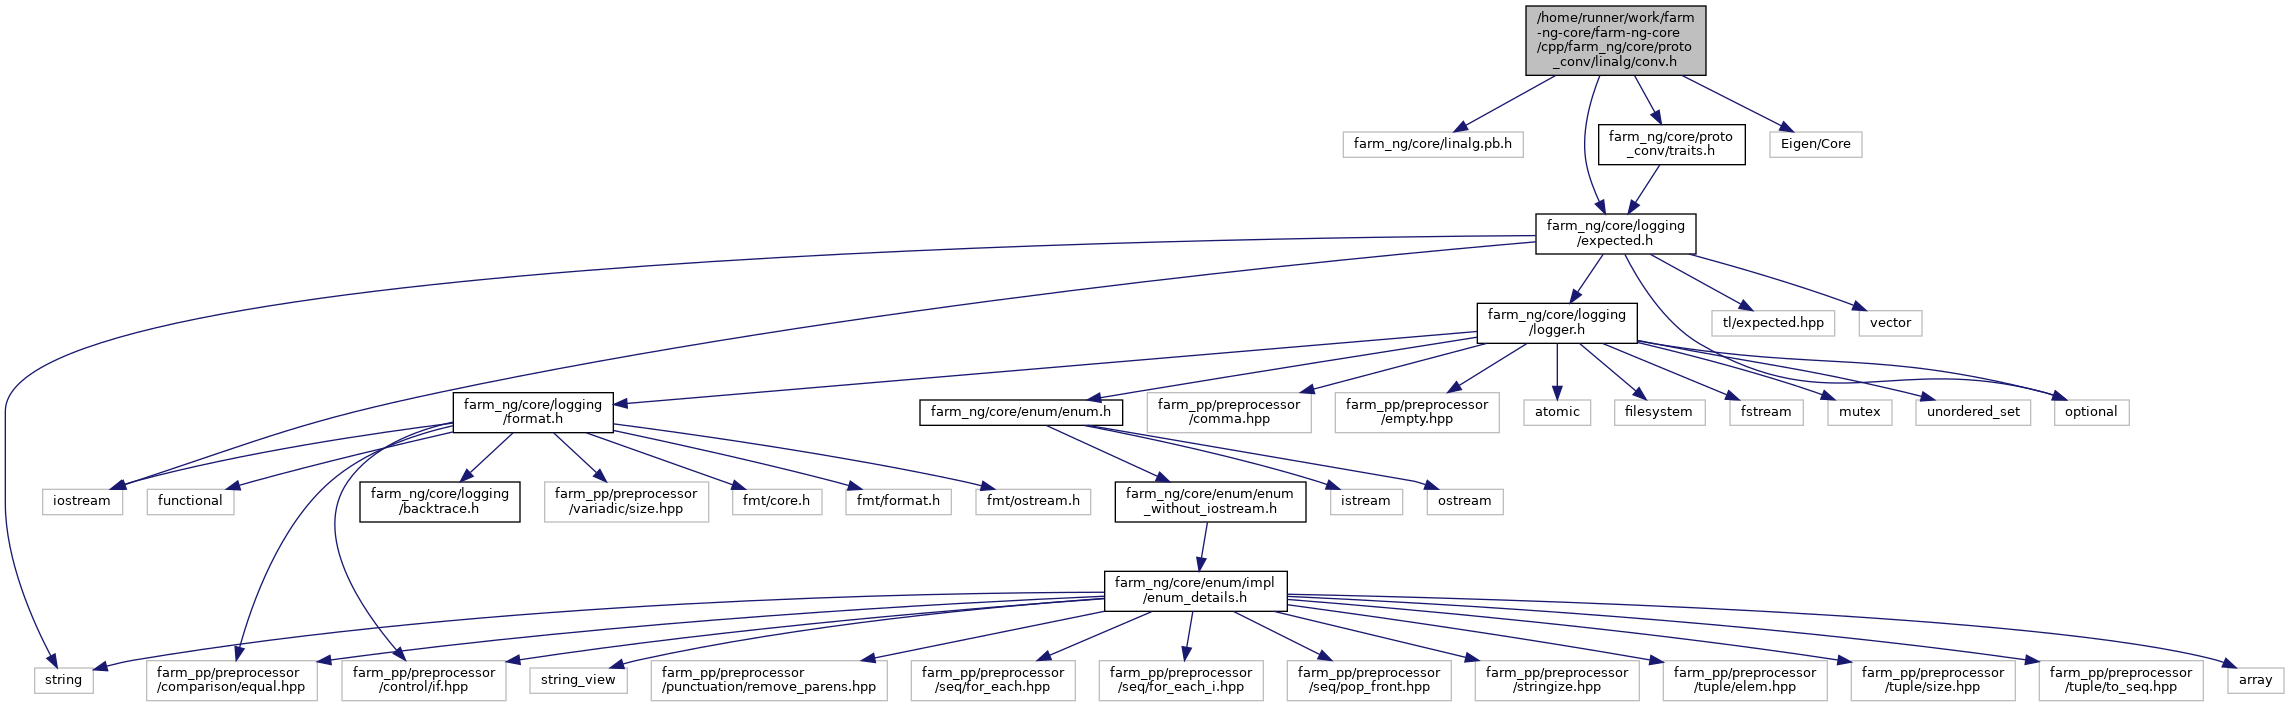 /home/runner/work/farm
-ng-core/farm-ng-core
/cpp/farm_ng/core/proto
_conv/linalg/conv.h
farm_ng/core/linalg.pb.h
farm_ng/core/proto
_conv/traits.h
Eigen/Core
farm_ng/core/logging
/expected.h
farm_ng/core/logging
/logger.h
tl/expected.hpp
vector
farm_ng/core/logging
/format.h
farm_ng/core/enum/enum.h
farm_pp/preprocessor
/comma.hpp
farm_pp/preprocessor
/empty.hpp
atomic
filesystem
fstream
mutex
unordered_set
optional
iostream
functional
farm_ng/core/logging
/backtrace.h
farm_pp/preprocessor
/variadic/size.hpp
fmt/core.h
fmt/format.h
fmt/ostream.h
farm_ng/core/enum/enum
_without_iostream.h
istream
ostream
farm_ng/core/enum/impl
/enum_details.h
string
farm_pp/preprocessor
/comparison/equal.hpp
farm_pp/preprocessor
/control/if.hpp
string_view
farm_pp/preprocessor
/punctuation/remove_parens.hpp
farm_pp/preprocessor
/seq/for_each.hpp
farm_pp/preprocessor
/seq/for_each_i.hpp
farm_pp/preprocessor
/seq/pop_front.hpp
farm_pp/preprocessor
/stringize.hpp
farm_pp/preprocessor
/tuple/elem.hpp
farm_pp/preprocessor
/tuple/size.hpp
farm_pp/preprocessor
/tuple/to_seq.hpp
array